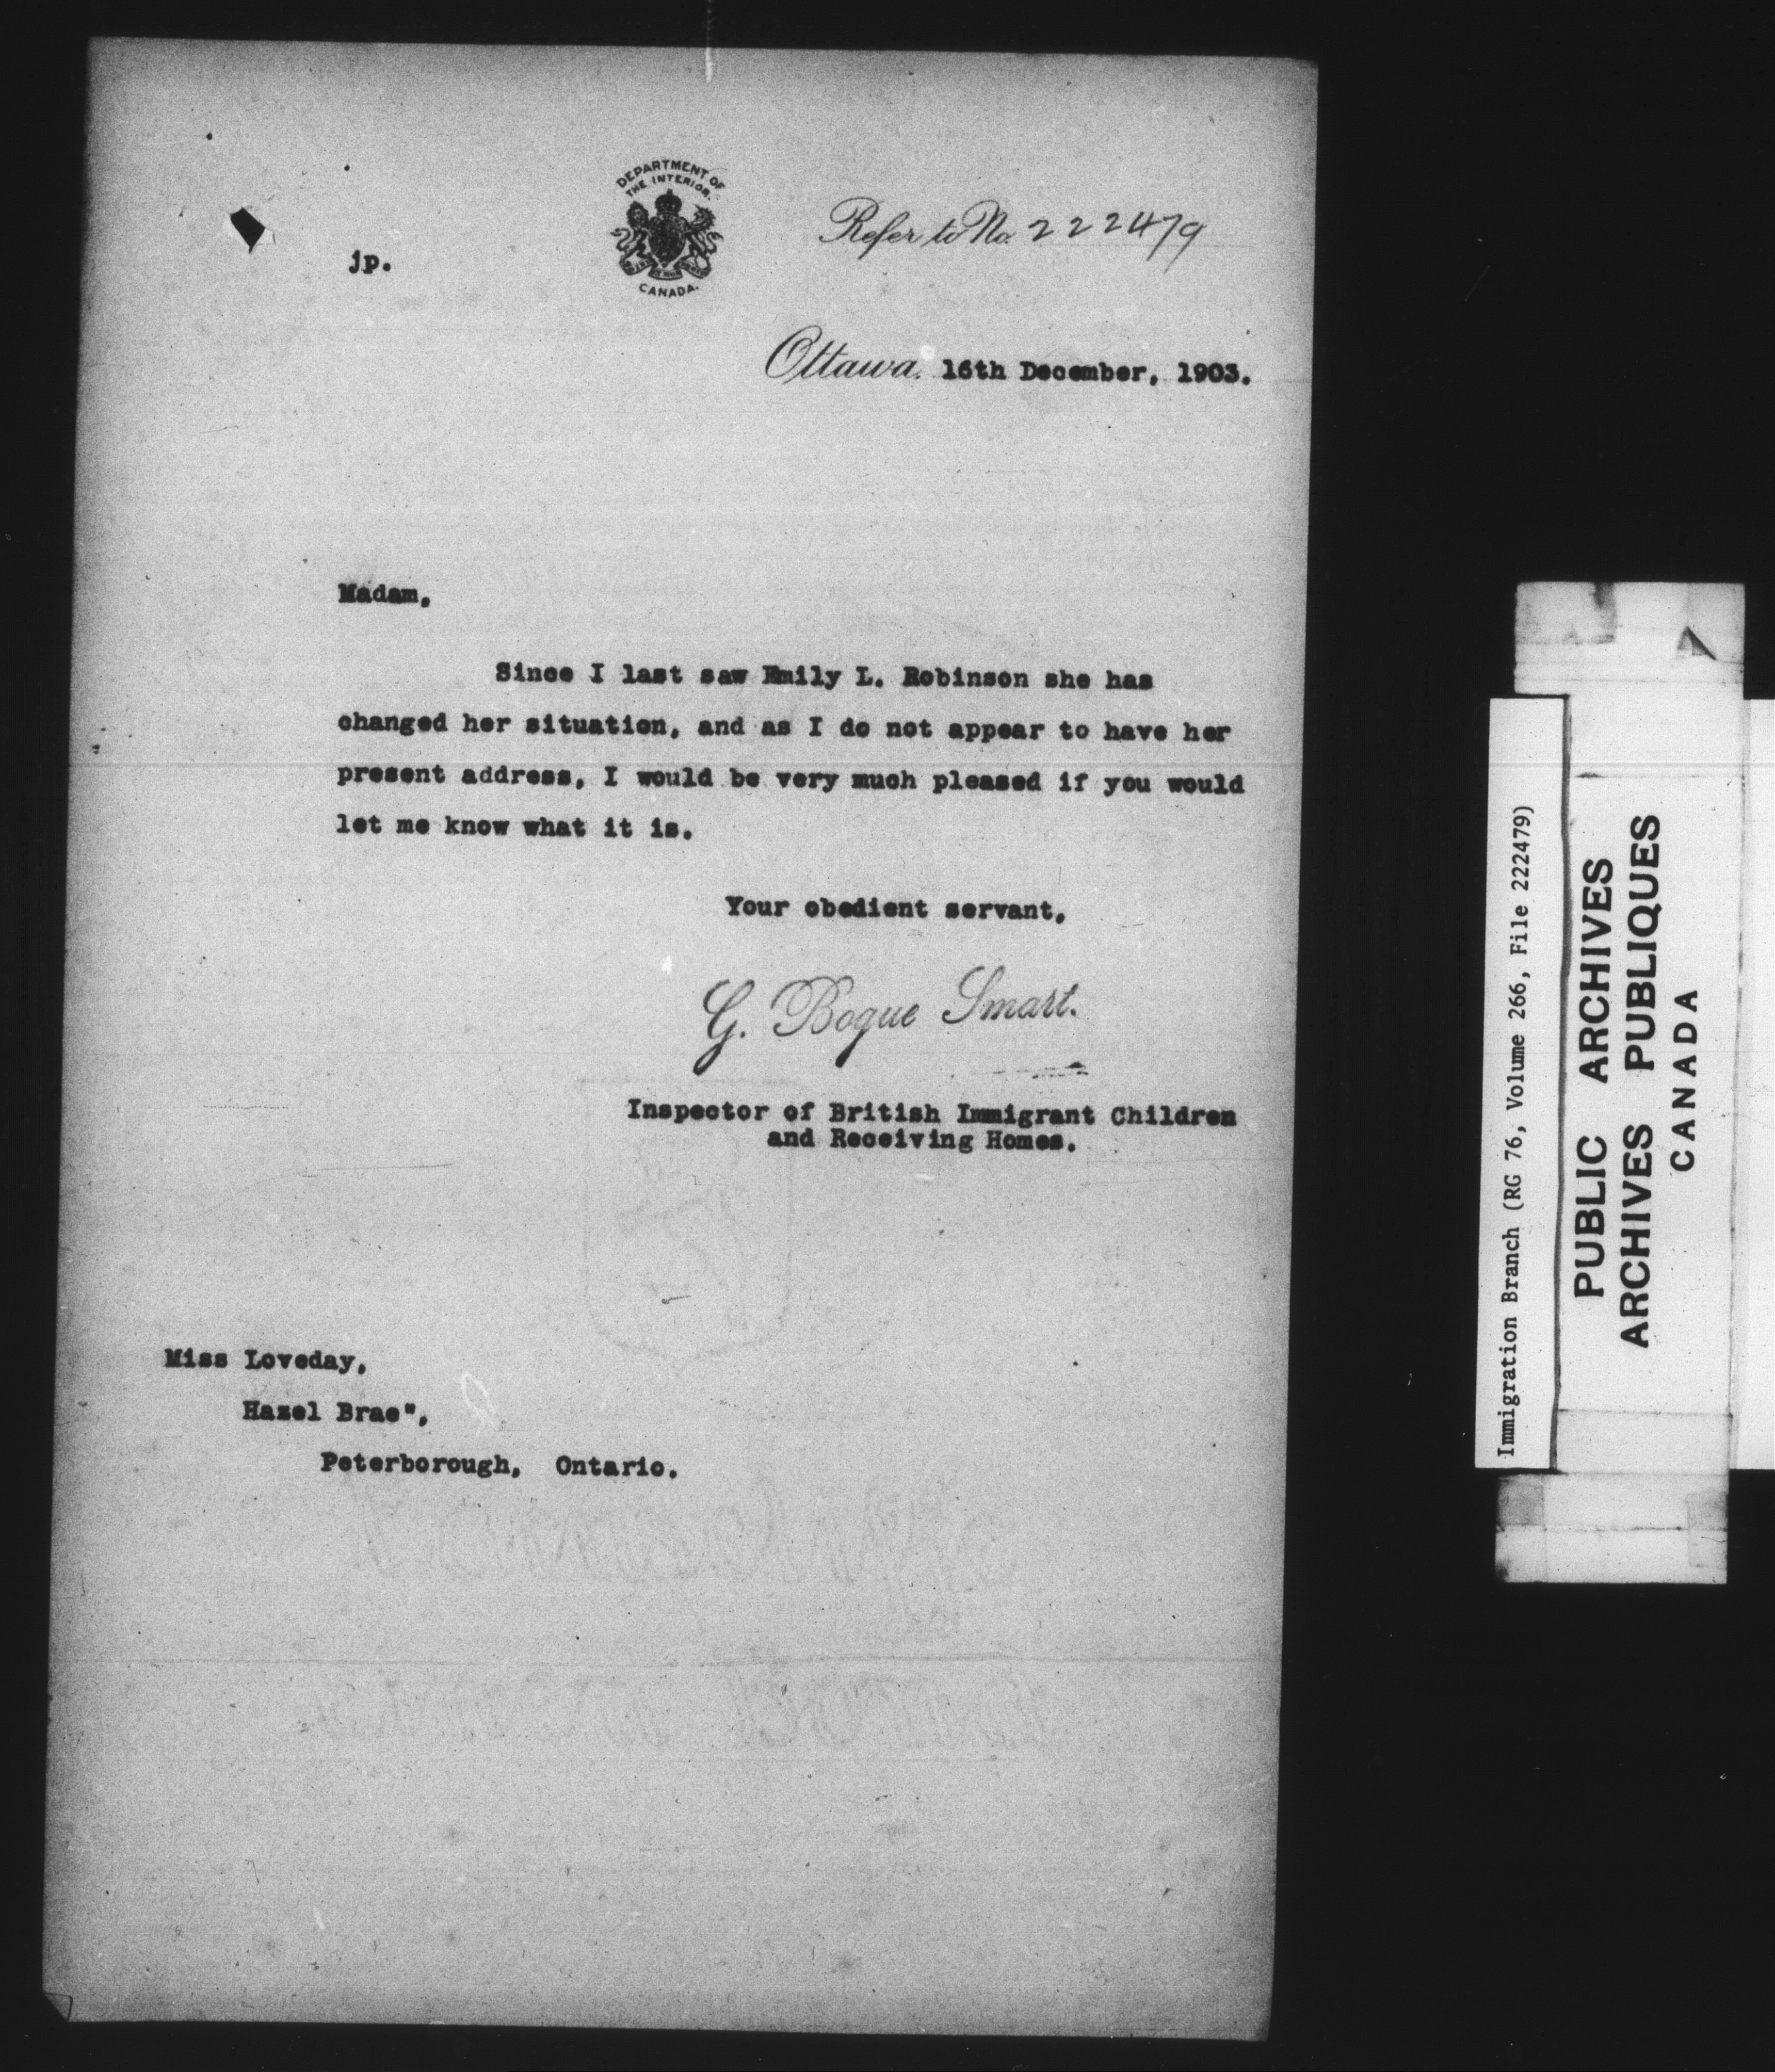 DEPARTMENT OF
THE INTERIOR.
CANADA.
Refer to No. 222479
jp.
Ottawa, 16th December, 1903.
Madam,
Since I last saw Emily L. Robinson she has
changed her situation, and as I do not appear to have her
present address, I would be very much pleased if you would
let me know what it is.
Your obedient servant,
G. Bogue Smart.
Inspector of British Immigrant Children
and Receiving Homes.
Miss Loveday,
Hazel Brae",
Peterborough, Ontario.
Immigration Branch (RG 76, Volume 266, File 222479)
PUBLIC ARCHIVES
ARCHIVES PUBLIQUES
CANADA